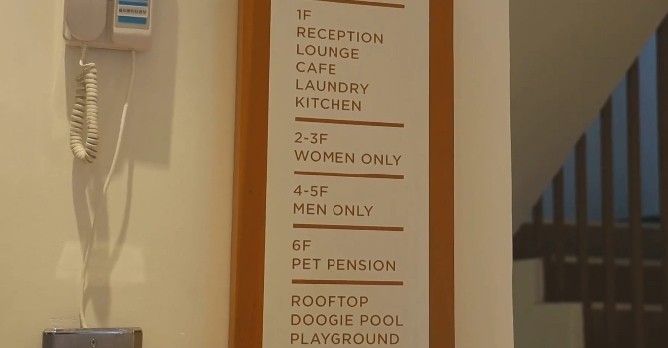 1F
RECEPTION
LOUNGE
CAFE
LAUNDRY
KITCHEN
2-3F
WOMEN ONLY
4-5F
MEN ONLY
6F
PET PENSION
ROOFTOP
DOOGIE POOL
PLAYGROUND